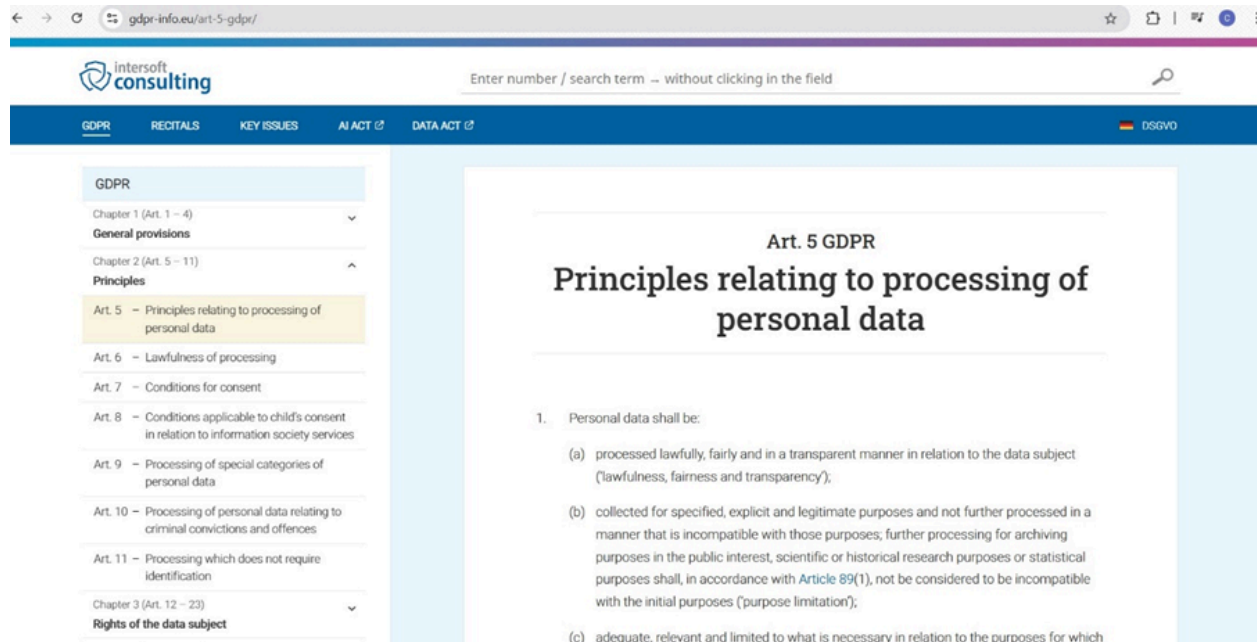 gdpr-info.eu/art-5-gdpr/
C
intersoft
consulting
Enter number / search term → without clicking in the field
GDPR RECITALS KEY ISSUES AI ACT DATA ACT DSGVO
GDPR
Chapter 1 (Art. 1 – 4)
General provisions
Chapter 2 (Art. 5 – 11)
Principles
Art. 5 – Principles relating to processing of
personal data
Art. 6 – Lawfulness of processing
Art. 7 – Conditions for consent
Art. 8 – Conditions applicable to child's consent
in relation to information society services
Art. 9 – Processing of special categories of
personal data
Art. 10 – Processing of personal data relating to
criminal convictions and offences
Art. 11 – Processing which does not require
identification
Chapter 3 (Art. 12 – 23)
Rights of the data subject
Art. 5 GDPR
Principles relating to processing of
personal data
1. Personal data shall be:
(a) processed lawfully, fairly and in a transparent manner in relation to the data subject
('lawfulness, fairness and transparency');
(b) collected for specified, explicit and legitimate purposes and not further processed in a
manner that is incompatible with those purposes; further processing for archiving
purposes in the public interest, scientific or historical research purposes or statistical
purposes shall, in accordance with Article 89(1), not be considered to be incompatible
with the initial purposes ('purpose limitation');
(c) adequate, relevant and limited to what is necessary in relation to the purposes for which